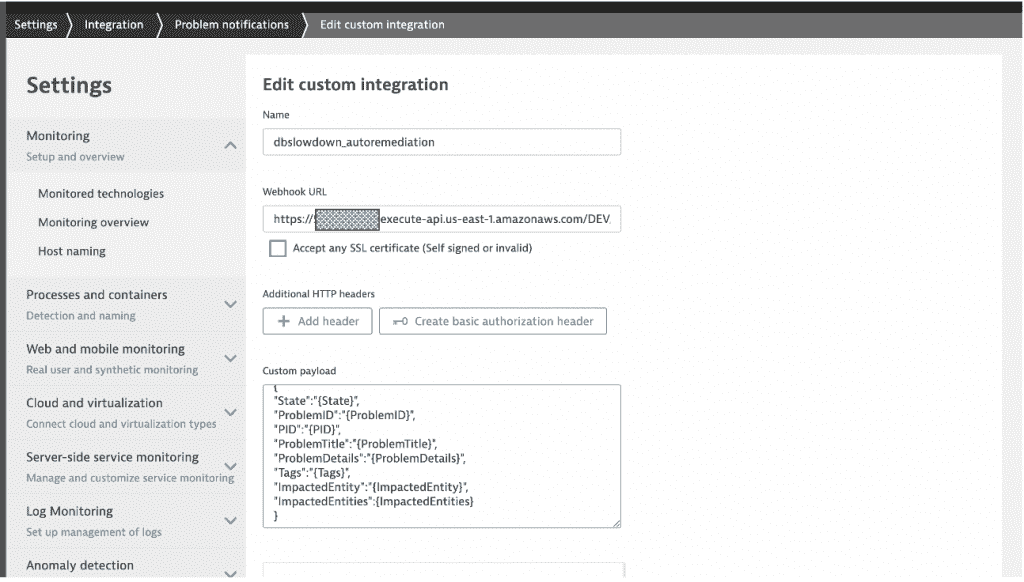 Settings
Integration
Problem notifications
Edit custom integration
Settings
Monitoring
Setup and overview
Monitored technologies
Monitoring overview
Host naming
Processes and containers
Detection and naming
Web and mobile monitoring
Real user and synthetic monitoring
Cloud and virtualization
Connect cloud and virtualization types
Server-side service monitoring
Manage and customize service monitoring
Log Monitoring
Set up management of logs
Anomaly detection
Edit custom integration
Name
dbslowdown_autoremediation
Webhook URL
https:// execute-api.us-east-1.amazonaws.com/DEV
Accept any SSL certificate (Self signed or invalid)
Additional HTTP headers
Add header
Create basic authorization header
Custom payload
{
"State":"{State}",
"ProblemID":"{ProblemID}",
"PID":"{PID}",
"ProblemTitle":"{ProblemTitle}",
"ProblemDetails":"{ProblemDetails}",
"Tags":"{Tags}",
"ImpactedEntity":"{ImpactedEntity}",
"ImpactedEntities":{ImpactedEntities}
}